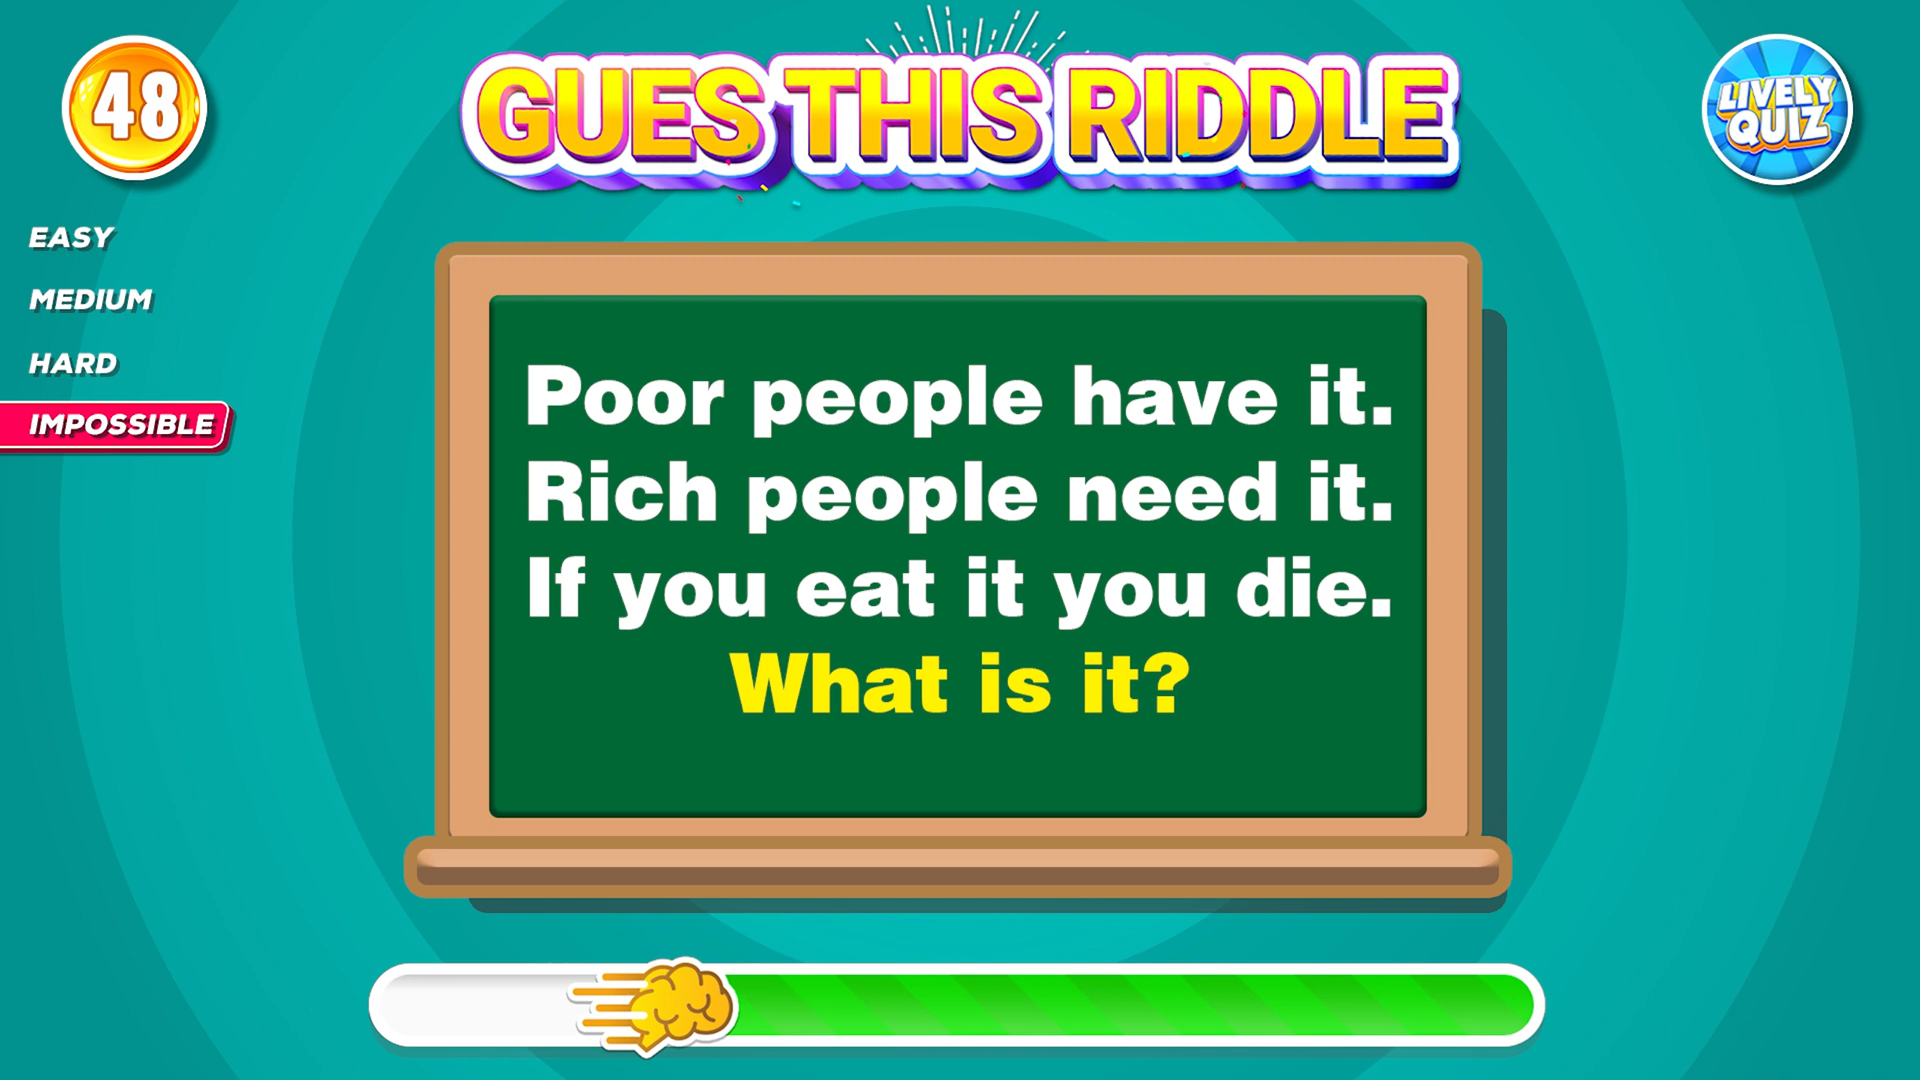 48
GUES THIS RIDDLE
LIVELY
QUIZ
EASY
MEDIUM
HARD
IMPOSSIBLE
Poor people have it.
Rich people need it.
If you eat it you die.
What is it?